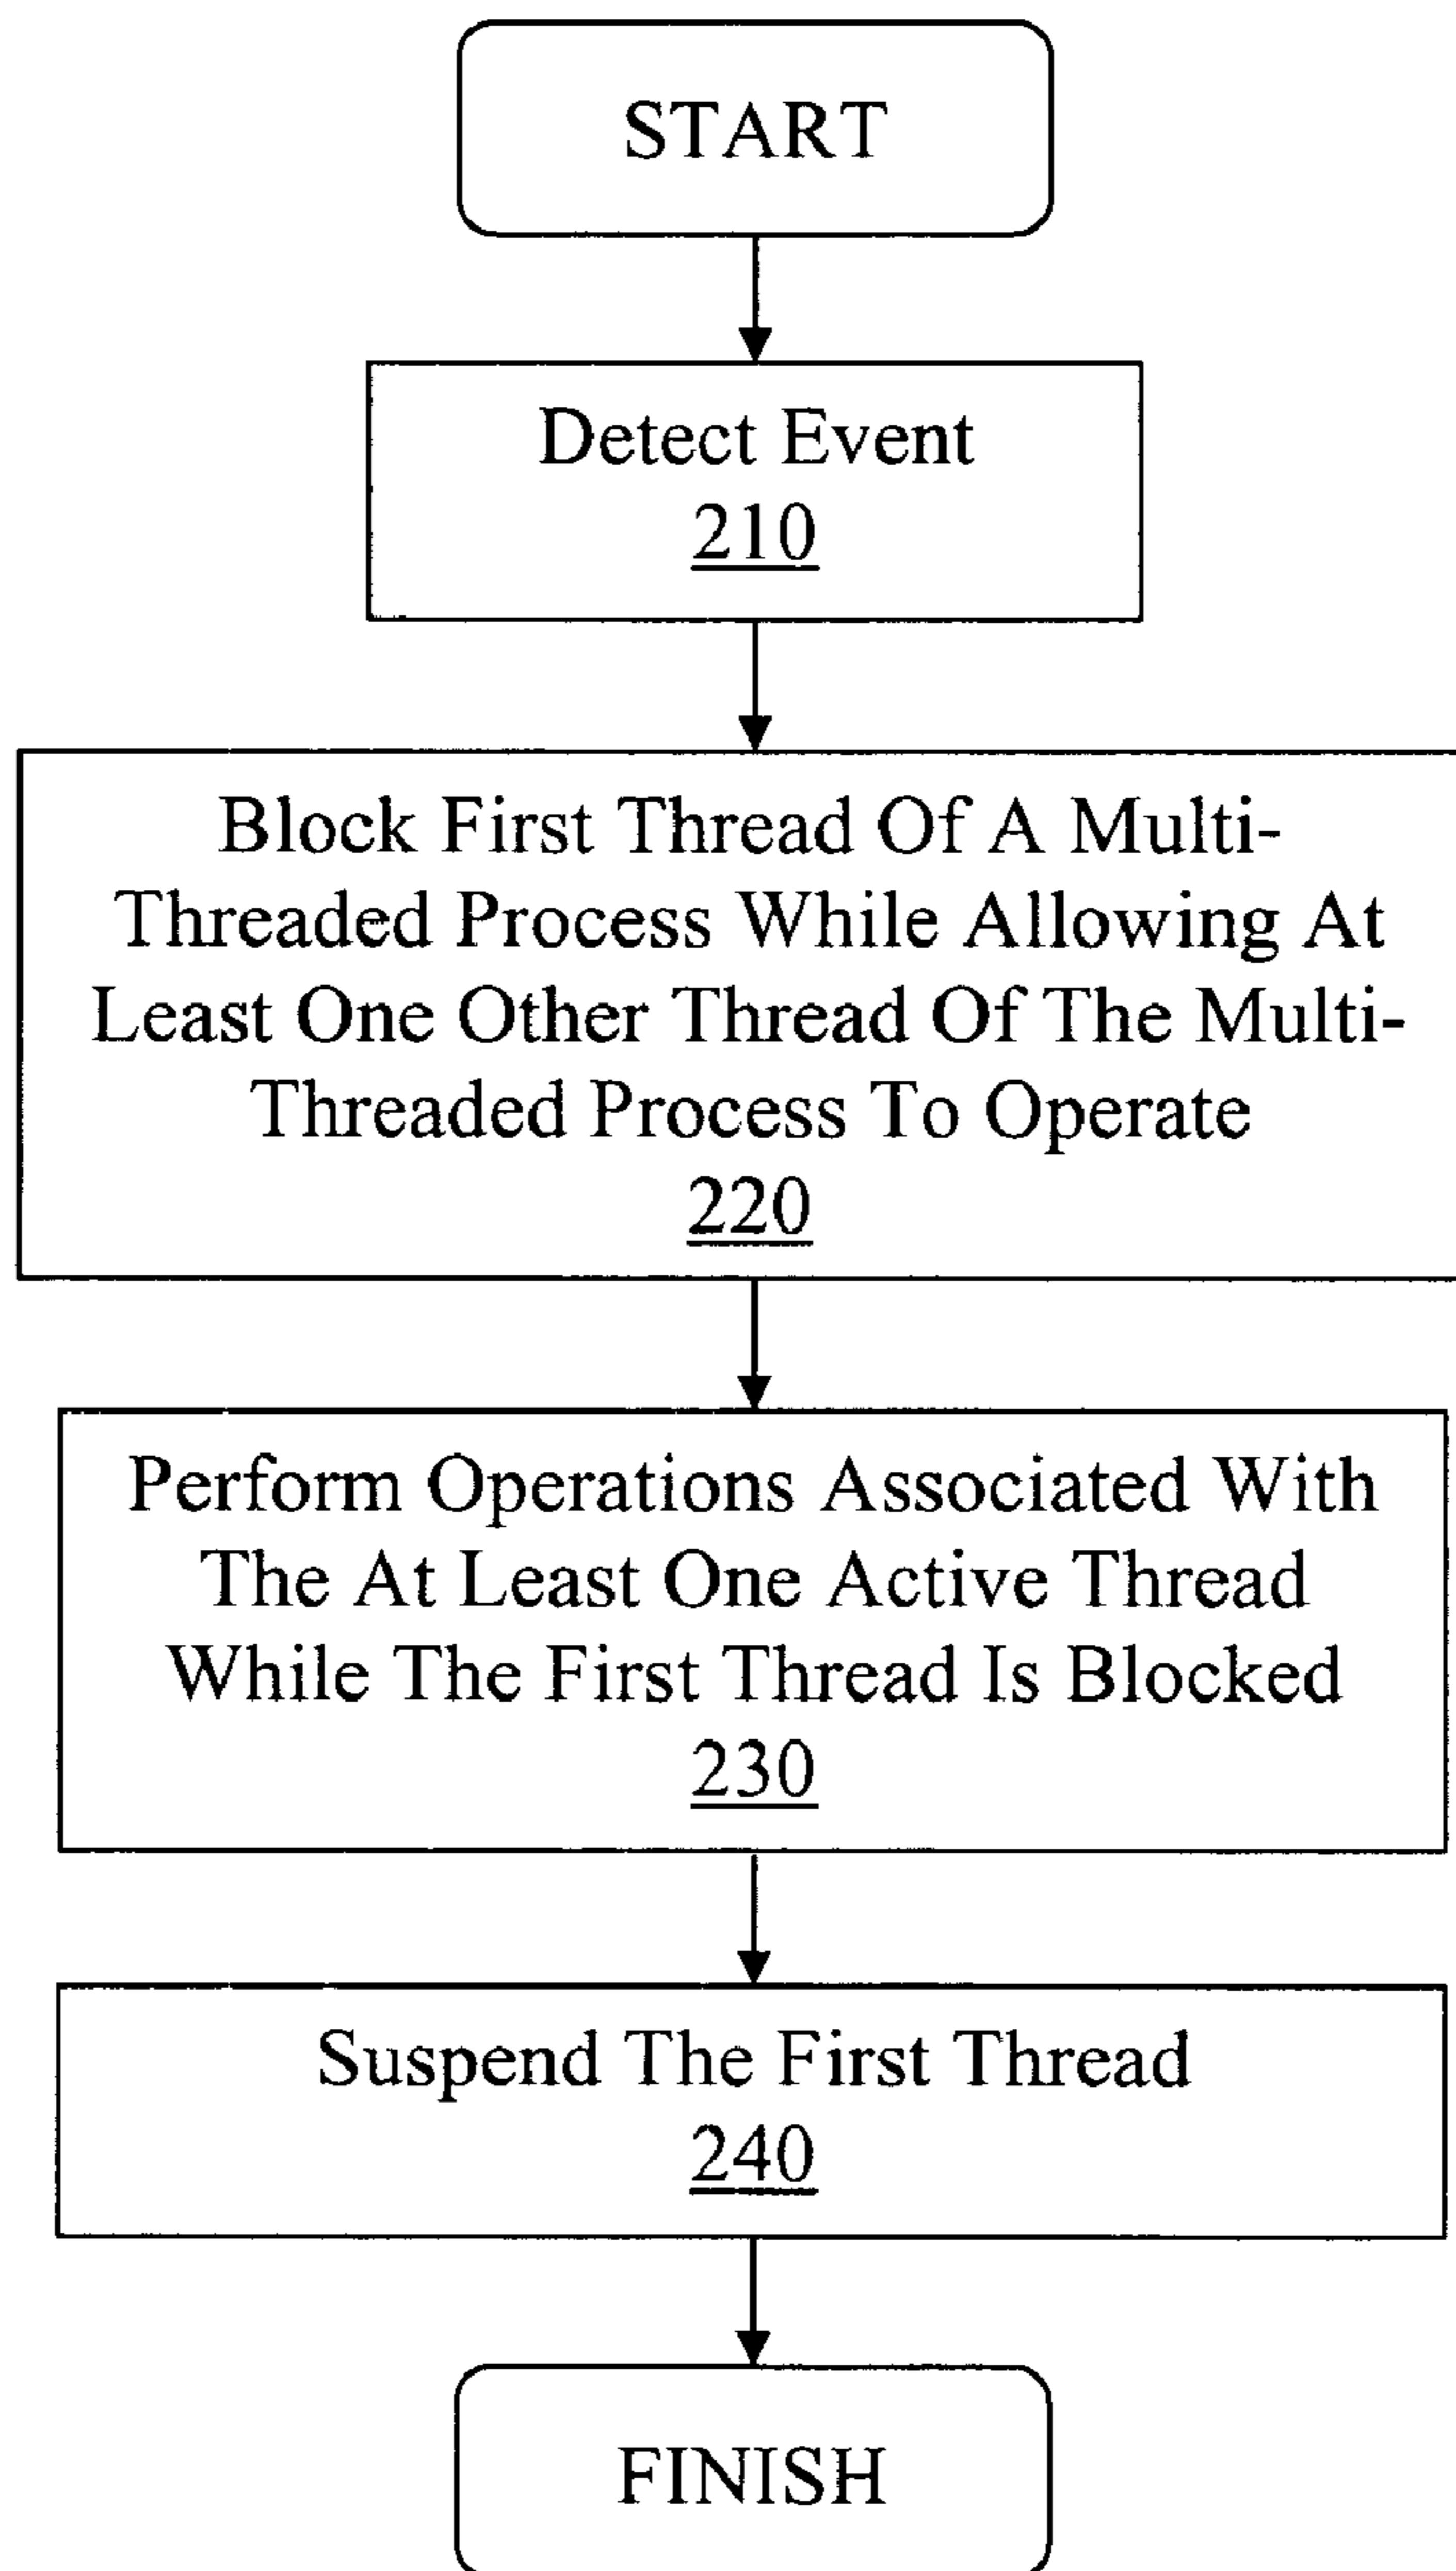 START
Detect Event
210
Block First Thread Of A Multi-
Threaded Process While Allowing At
Least One Other Thread Of The Multi-
Threaded Process To Operate
220
Perform Operations Associated With
The At Least One Active Thread
While The First Thread Is Blocked
230
Suspend The First Thread
240
FINISH